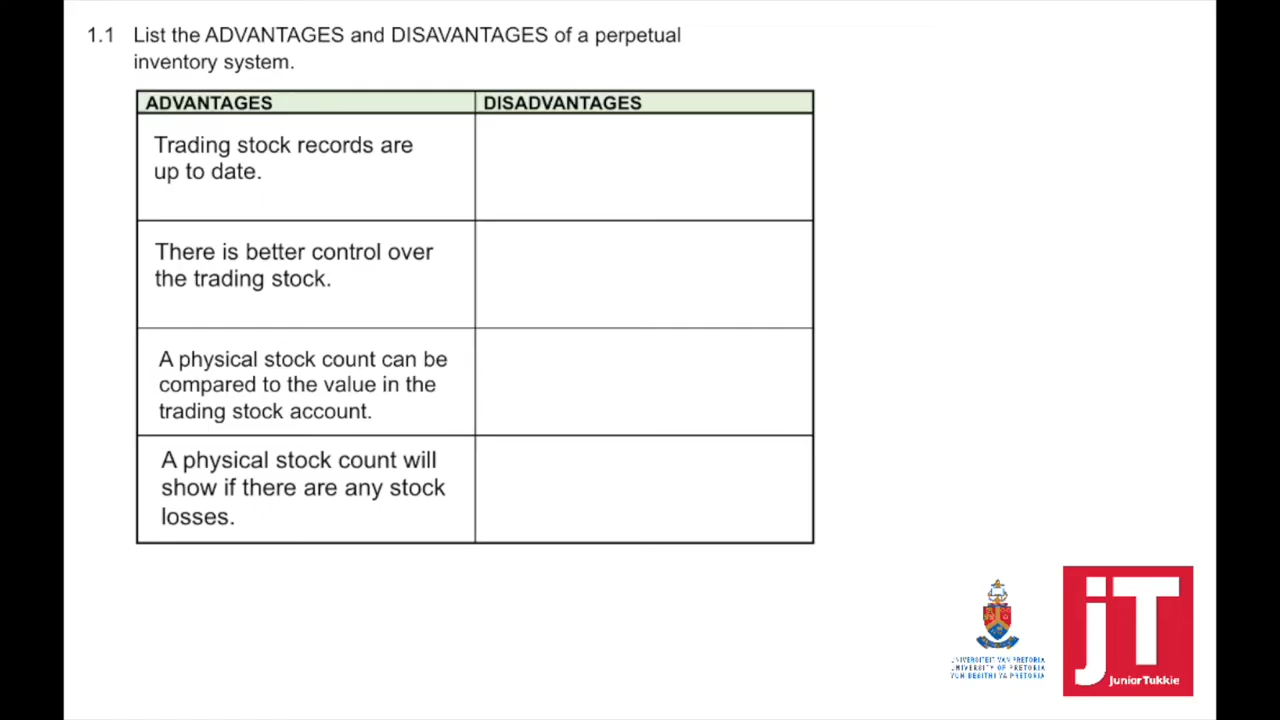 1.1 List the ADVANTAGES and DISAVANTAGES of a perpetual
inventory system.
ADVANTAGES DISADVANTAGES
Trading stock records are
up to date.
There is better control over
the trading stock.
A physical stock count can be
compared to the value in the
trading stock account.
A physical stock count will
show if there are any stock
losses.
UNIVERSITEIT VAN PRETORIA
UNIVERSITY OF PRETORIA
YUNIBESITHI YA PRETORIA
jT
JuniorTukkie